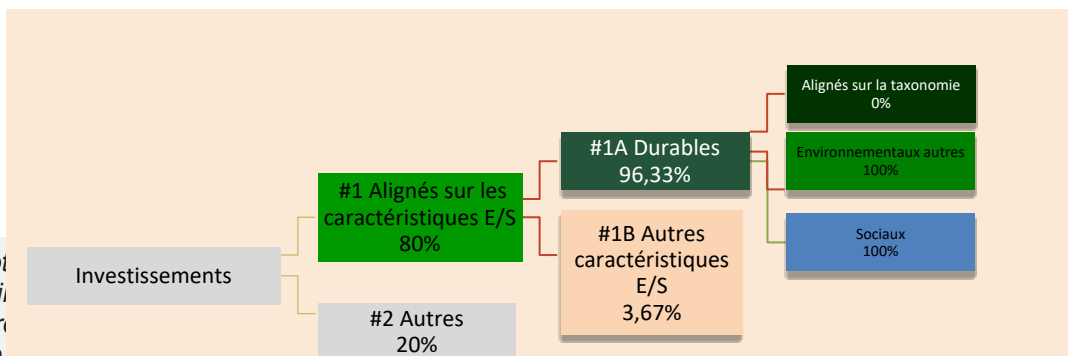 Alignés sur la taxonomie
0%
#1A Durables
96,33%
Environnementaux autres
100%
#1 Alignés sur les
caractéristiques E/S
80%
#1B Autres
caractéristiques
E/S
3,67%
Sociaux
100%
Investissements
#2 Autres
20%